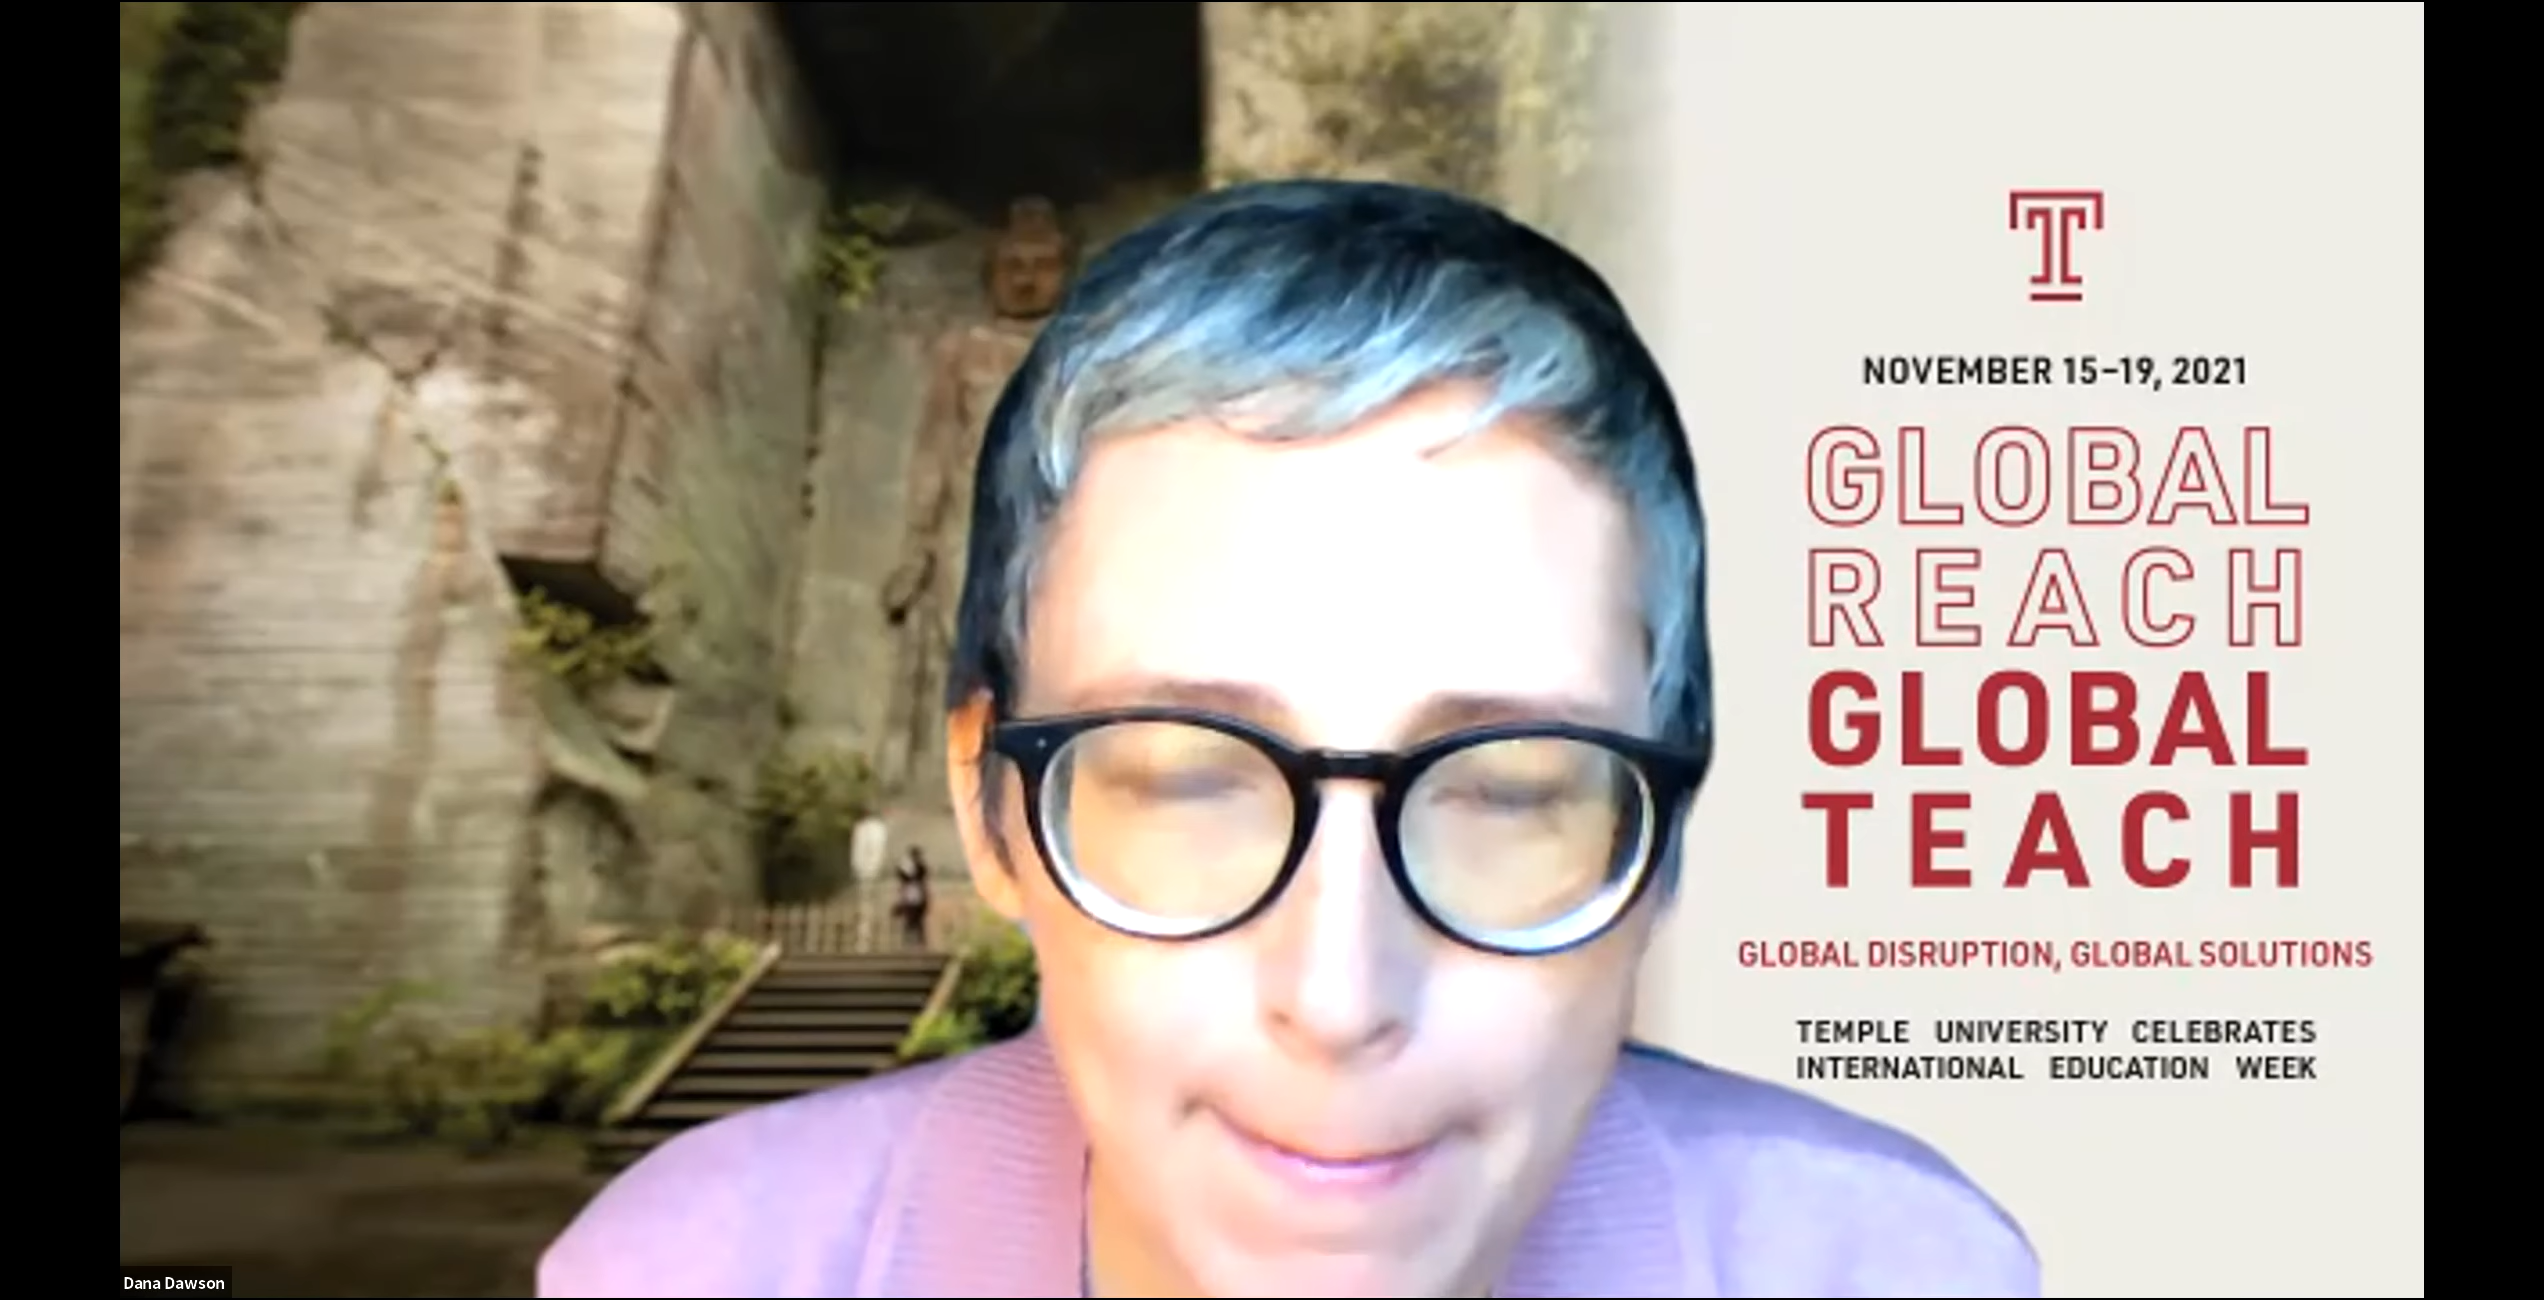 T
NOVEMBER 15–19, 2021
GLOBAL
REACH
GLOBAL
TEACH
GLOBAL DISRUPTION, GLOBAL SOLUTIONS
TEMPLE UNIVERSITY CELEBRATES
INTERNATIONAL EDUCATION WEEK
Dana Dawson